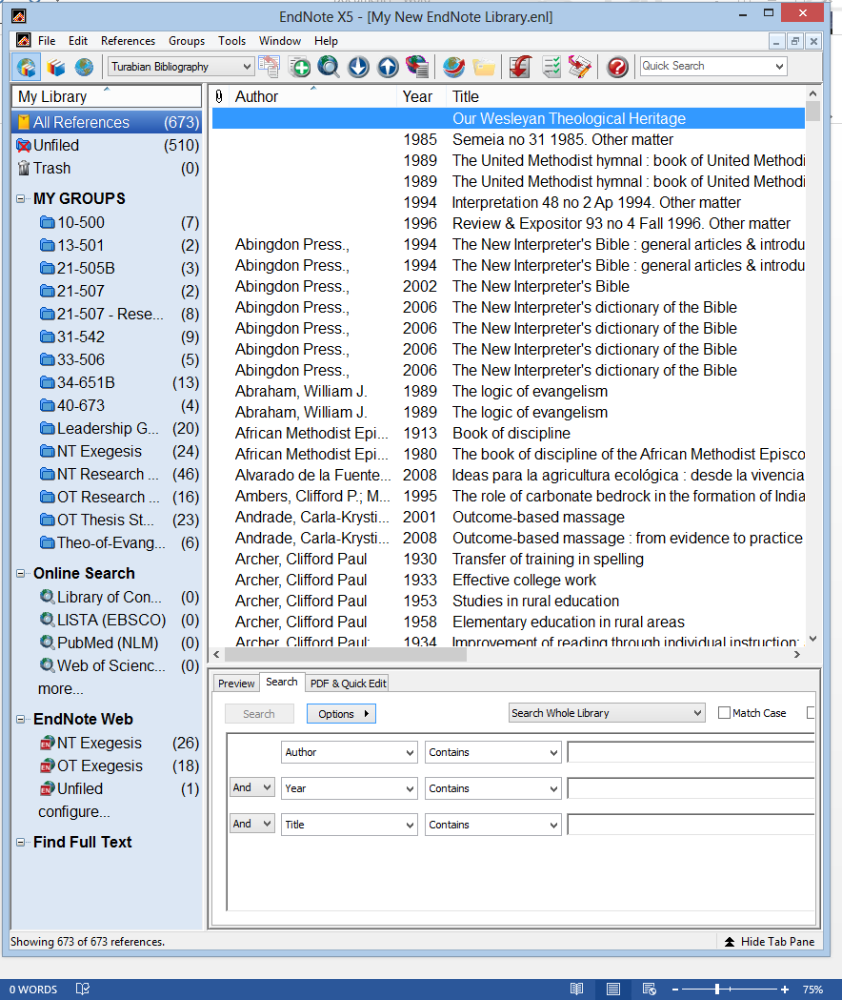 EndNote X5 - [My New EndNote Library.enl]
File Edit References Groups Tools Window Help
Turabian Bibliography Quick Search
My Library
All References (673)
Unfiled (510)
Trash (0)
MY GROUPS
10-500 (7)
13-501 (2)
21-505B (3)
21-507 (2)
21-507 - Rese... (8)
31-542 (9)
33-506 (5)
34-651B (13)
40-673 (4)
Leadership G... (20)
NT Exegesis (24)
NT Research ... (46)
OT Research ... (16)
OT Thesis St... (23)
Theo-of-Evang... (6)
Online Search
Library of Con... (0)
LISTA (EBSCO) (0)
PubMed (NLM) (0)
Web of Scienc... (0)
more...
EndNote Web
NT Exegesis (26)
OT Exegesis (18)
Unfiled (1)
configure...
Find Full Text
Author Year Title
Our Wesleyan Theological Heritage
1985 Semeia no 31 1985. Other matter
1989 The United Methodist hymnal : book of United Methodi
1989 The United Methodist hymnal : book of United Methodi
1994 Interpretation 48 no 2 Ap 1994. Other matter
1996 Review & Expositor 93 no 4 Fall 1996. Other matter
Abingdon Press., 1994 The New Interpreter's Bible : general articles & introdu
Abingdon Press., 1994 The New Interpreter's Bible : general articles & introdu
Abingdon Press., 2002 The New Interpreter's Bible
Abingdon Press., 2006 The New Interpreter's dictionary of the Bible
Abingdon Press., 2006 The New Interpreter's dictionary of the Bible
Abingdon Press., 2006 The New Interpreter's dictionary of the Bible
Abingdon Press., 2006 The New Interpreter's dictionary of the Bible
Abraham, William J. 1989 The logic of evangelism
Abraham, William J. 1989 The logic of evangelism
African Methodist Epi... 1913 Book of discipline
African Methodist Epi... 1980 The book of discipline of the African Methodist Episco
Alvarado de la Fuente... 2008 Ideas para la agricultura ecológica : desde la vivencia
Ambers, Clifford P.; M... 1995 The role of carbonate bedrock in the formation of India
Andrade, Carla-Krysti... 2001 Outcome-based massage
Andrade, Carla-Krysti... 2008 Outcome-based massage : from evidence to practice
Archer, Clifford Paul 1930 Transfer of training in spelling
Archer, Clifford Paul 1933 Effective college work
Archer, Clifford Paul 1953 Studies in rural education
Archer, Clifford Paul 1958 Elementary education in rural areas
Archer, Clifford Paul; 1934 Improvement of reading through individual instruction;
Preview Search PDF & Quick Edit
Search Options Search Whole Library Match Case
Author Contains
And Year Contains
And Title Contains
Showing 673 of 673 references. Hide Tab Pane
0 WORDS 75%